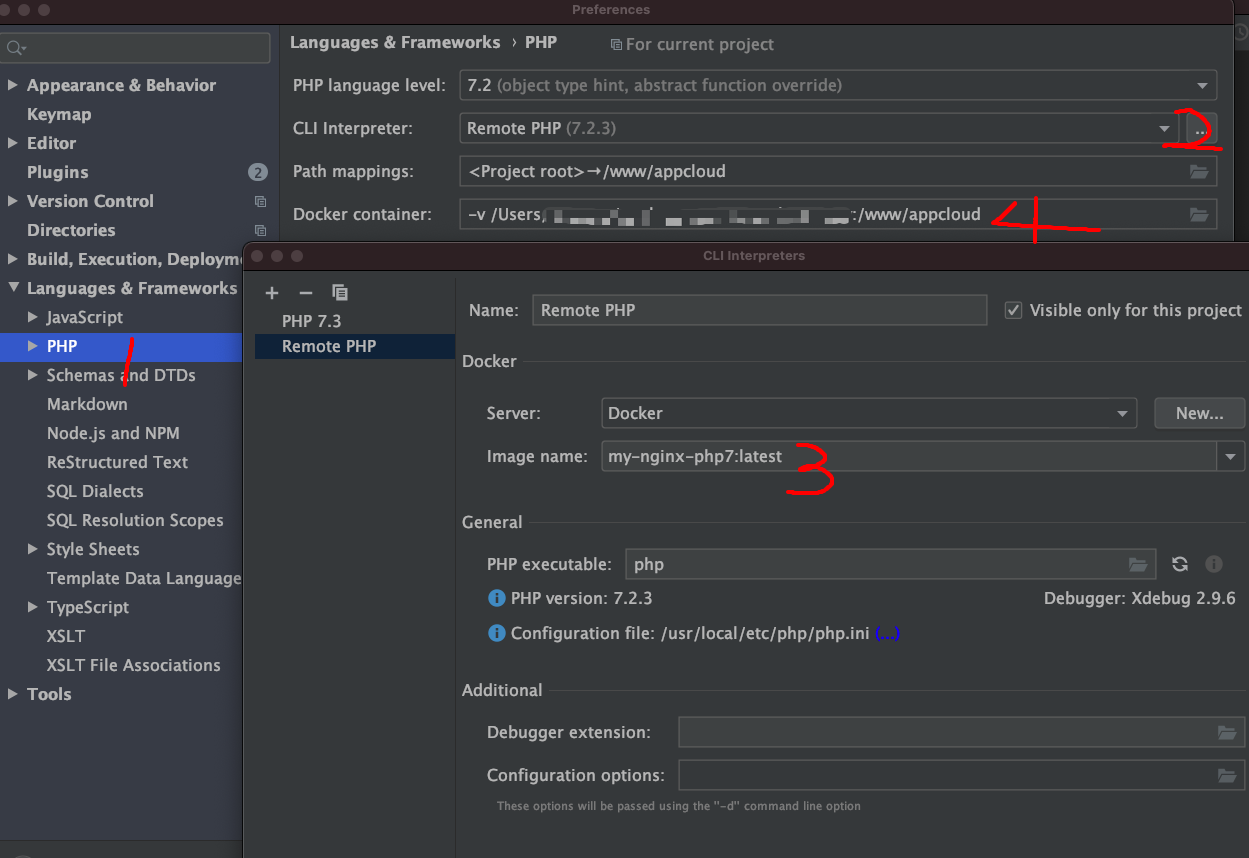 Preferences
Languages & Frameworks › PHP
For current project
Appearance & Behavior
Keymap
Editor
Plugins
2
Version Control
Directories
Build, Execution, Deploym
Languages & Frameworks
JavaScript
PHP
1
Schemas and DTDs
Markdown
Node.js and NPM
ReStructured Text
SQL Dialects
SQL Resolution Scopes
Style Sheets
Template Data Language
TypeScript
XSLT
XSLT File Associations
Tools
PHP language level: 7.2 (object type hint, abstract function override)
CLI Interpreter: Remote PHP (7.2.3) ... 2
Path mappings: <Project root>→/www/appcloud
Docker container: -v /Users, :/www/appcloud 4
CLI Interpreters
PHP 7.3
Remote PHP
Name: Remote PHP Visible only for this project
Docker
Server: Docker New...
Image name: my-nginx-php7:latest 3
General
PHP executable: php
PHP version: 7.2.3 Debugger: Xdebug 2.9.6
Configuration file: /usr/local/etc/php/php.ini (...)
Additional
Debugger extension:
Configuration options:
These options will be passed using the "-d" command line option